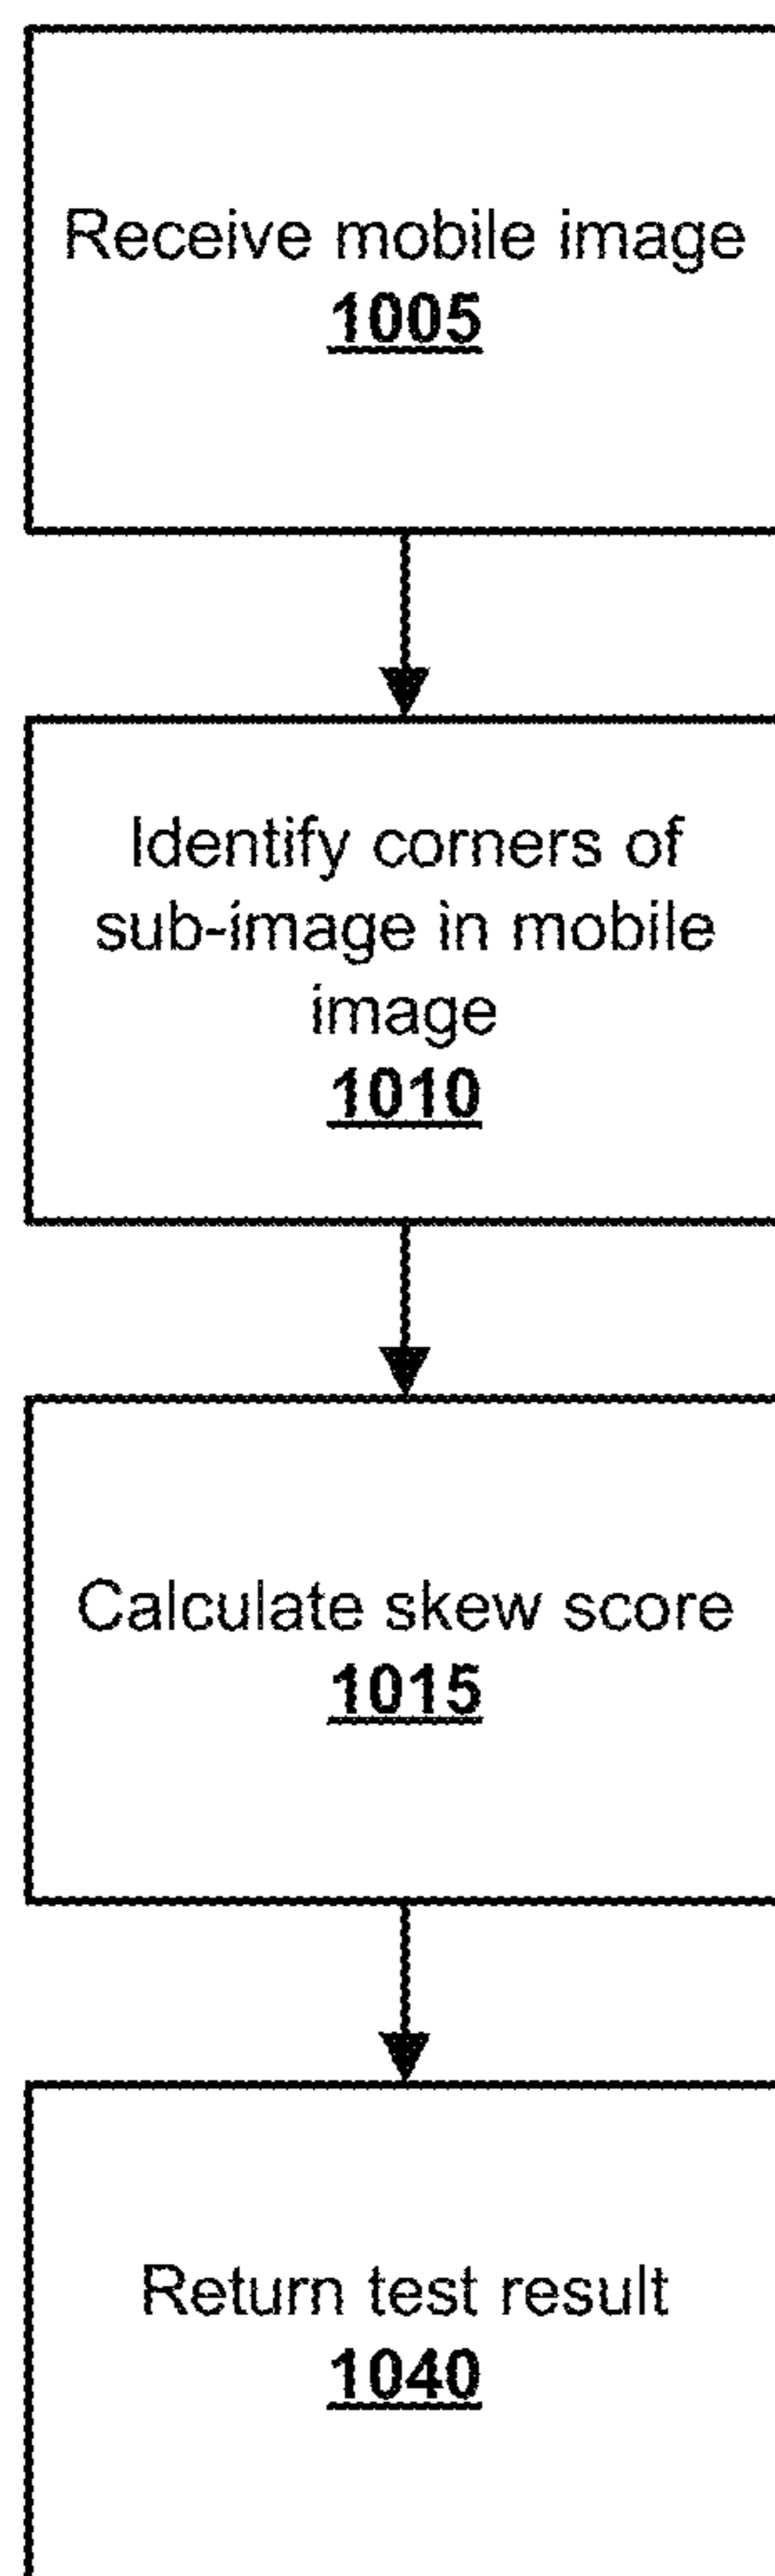 Receive mobile image
1005
Identify corners of
sub-image in mobile
image
1010
Calculate skew score
1015
Return test result
1040